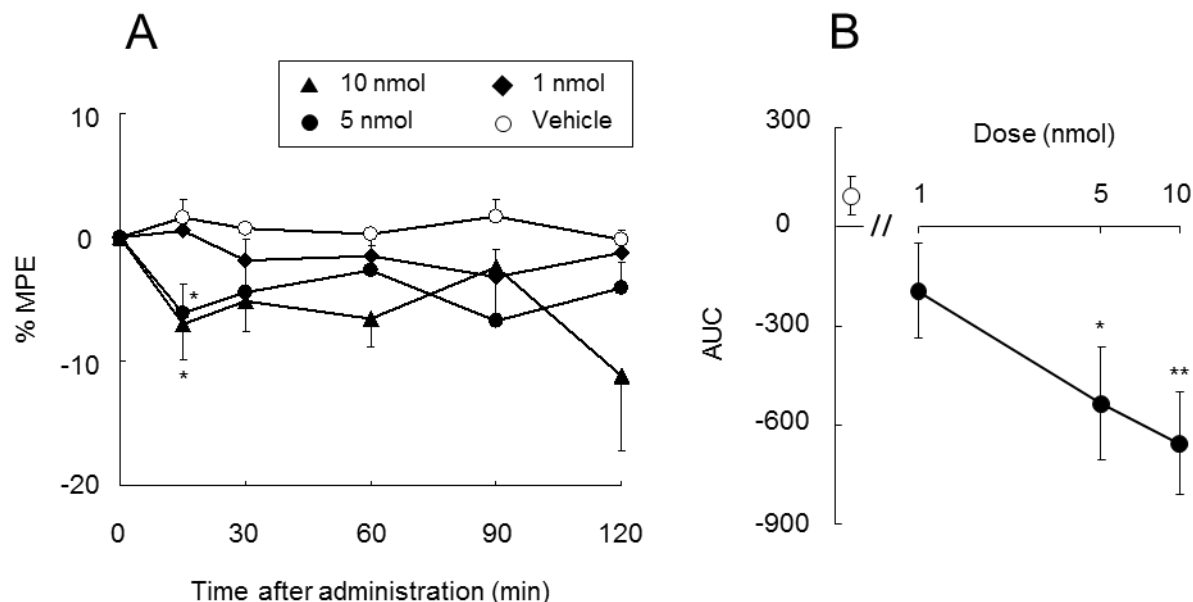 A
▲ 10 nmol ◆ 1 nmol
● 5 nmol ○ Vehicle
10
0
-10
-20
% MPE
*
*
0 30 60 90 120
Time after administration (min)
B
300
0
-300
-600
-900
AUC
Dose (nmol)
1 5 10
//
*
**